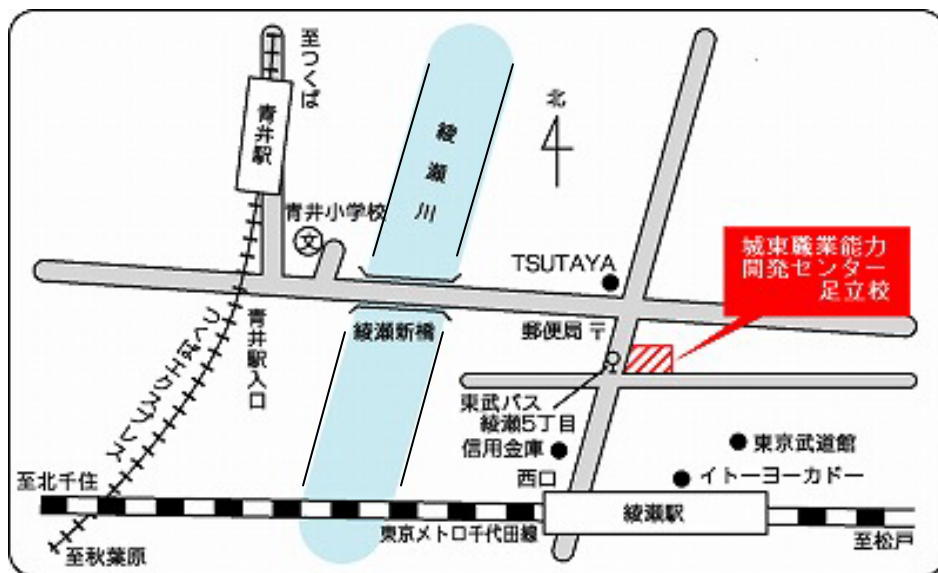 至つくば
青井駅
綾瀬川
北
青井小学校
文
TSUTAYA
城東職業能力
開発センター
足立校
綾瀬新橋
郵便局 〒
青井駅入口
つくばエクスプレス
東武バス
綾瀬5丁目
信用金庫
東京武道館
西口
イトーヨーカドー
至北千住
綾瀬駅
東京メトロ千代田線
至松戸
至秋葉原